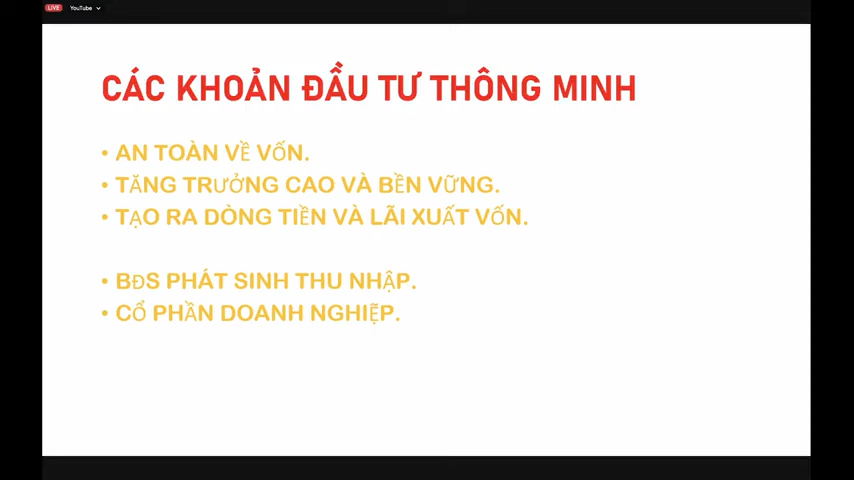 LIVE YouTube
CÁC KHOẢN ĐẦU TƯ THÔNG MINH
• AN TOÀN VỀ VỐN.
• TĂNG TRƯỞNG CAO VÀ BỀN VỮNG.
• TẠO RA DÒNG TIỀN VÀ LÃI XUẤT VỐN.
• BĐS PHÁT SINH THU NHẬP.
• CỔ PHẦN DOANH NGHIỆP.